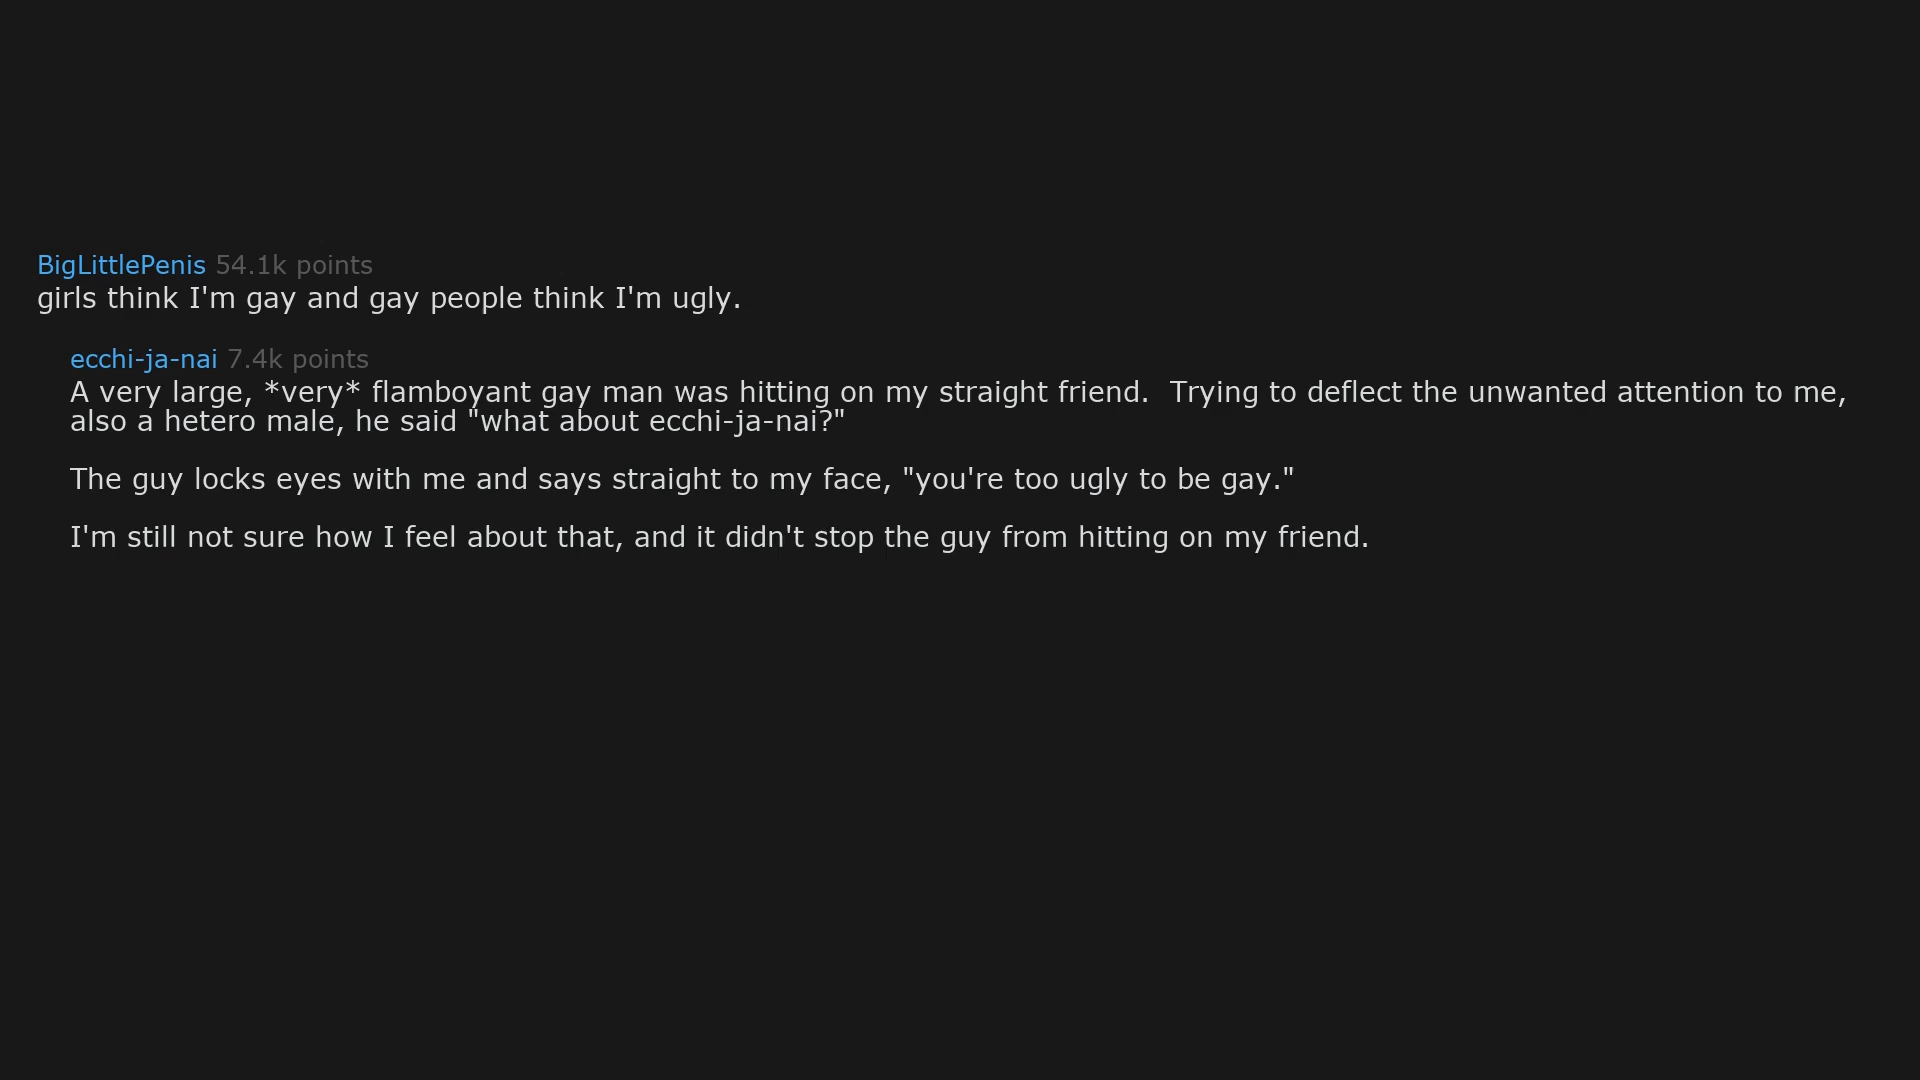 BigLittlePenis 54.1k points
girls think I'm gay and gay people think I'm ugly.
ecchi-ja-nai 7.4k points
A very large, *very* flamboyant gay man was hitting on my straight friend.  Trying to deflect the unwanted attention to me,
also a hetero male, he said "what about ecchi-ja-nai?"
The guy locks eyes with me and says straight to my face, "you're too ugly to be gay."
I'm still not sure how I feel about that, and it didn't stop the guy from hitting on my friend.